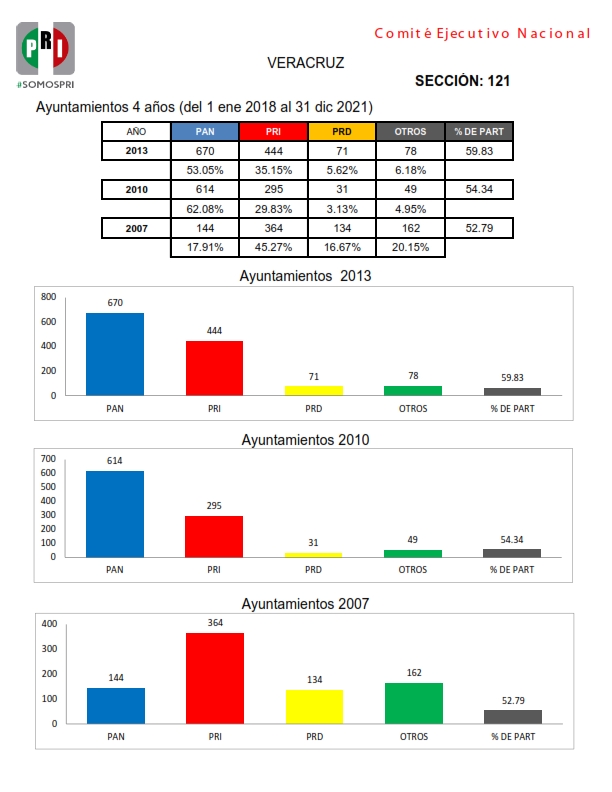 Comité Ejecutivo Nacional
PRI
#SOMOSPRI
VERACRUZ
SECCIÓN: 121
Ayuntamientos 4 años (del 1 ene 2018 al 31 dic 2021)
AÑO PAN PRI PRD OTROS % DE PART
2013 670 444 71 78 59.83
53.05% 35.15% 5.62% 6.18%
2010 614 295 31 49 54.34
62.08% 29.83% 3.13% 4.95%
2007 144 364 134 162 52.79
17.91% 45.27% 16.67% 20.15%
Ayuntamientos 2013
800
670
600
444
400
200
71 78 59.83
0
PAN PRI PRD OTROS % DE PART
Ayuntamientos 2010
700
614
600
500
400
295
300
200
100
31 49 54.34
0
PAN PRI PRD OTROS % DE PART
Ayuntamientos 2007
400
364
300
200
144 134 162
100
52.79
0
PAN PRI PRD OTROS % DE PART